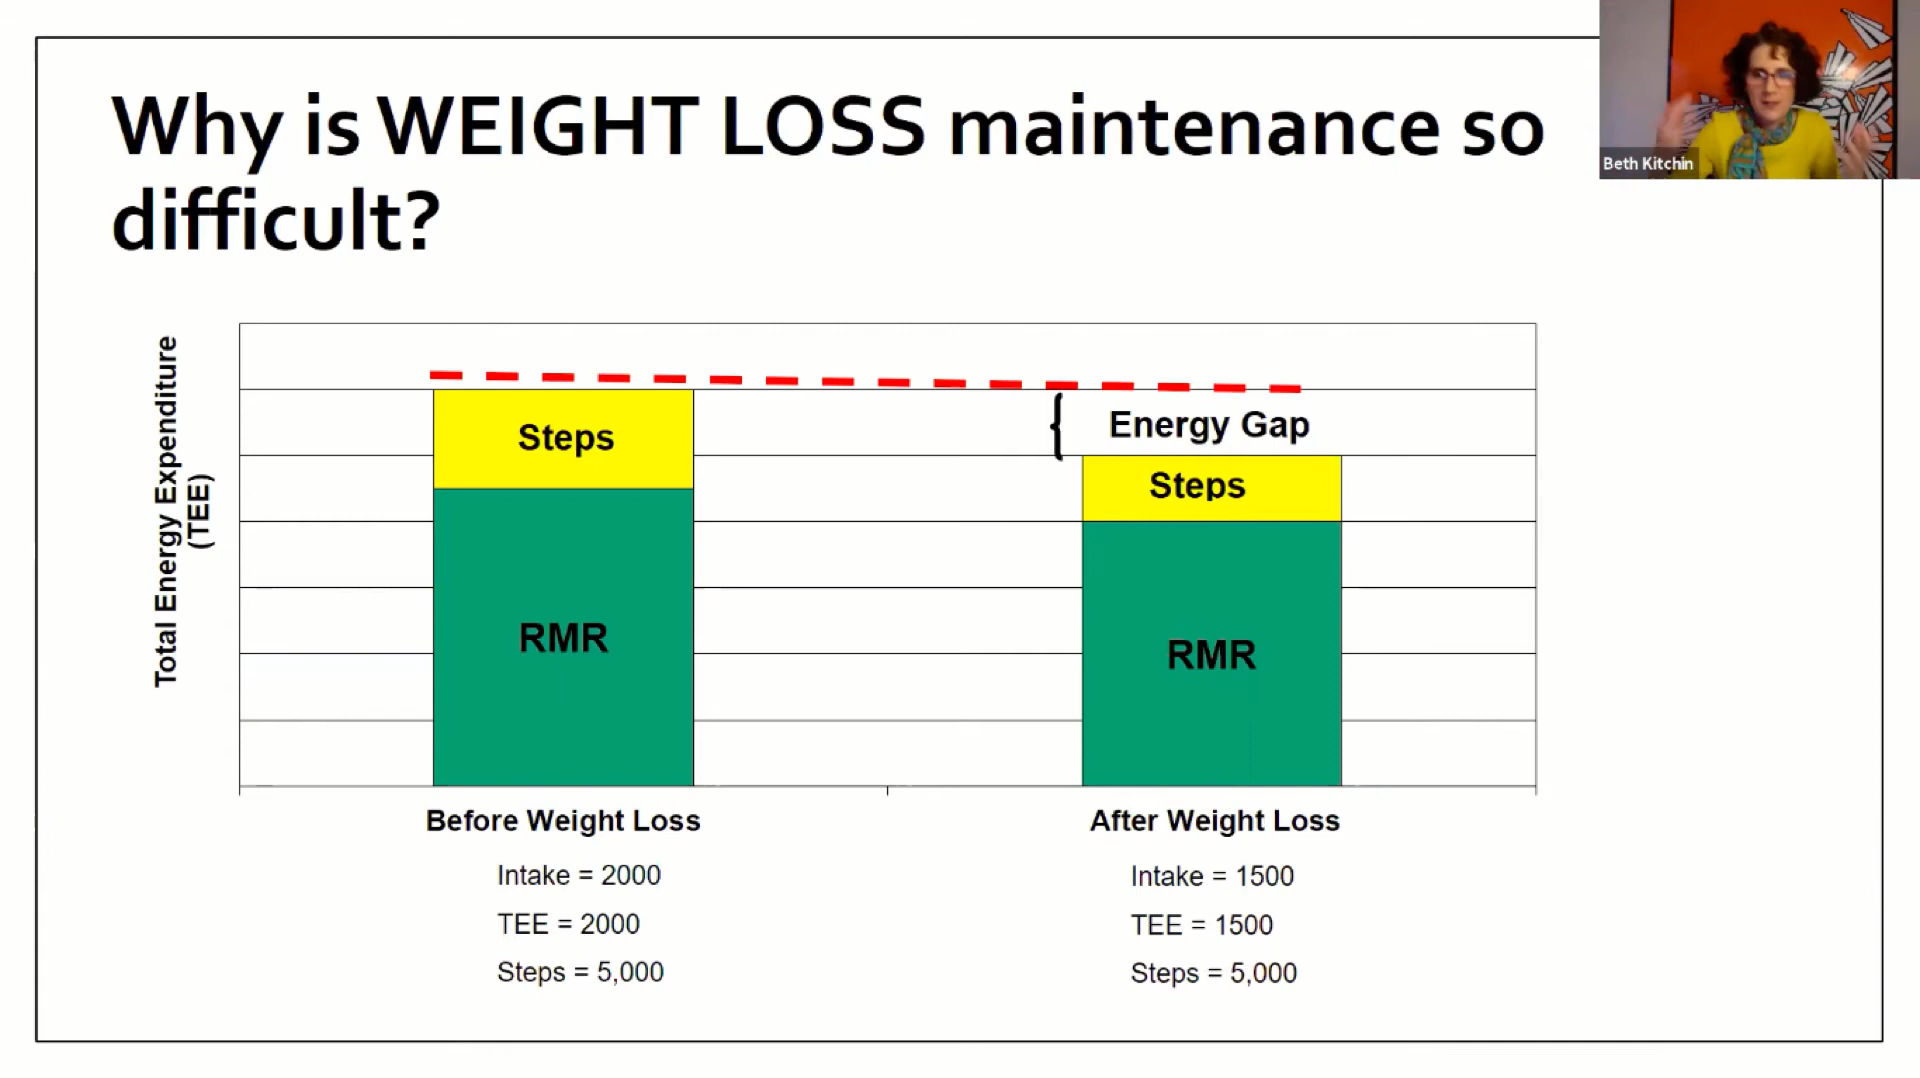 Why is WEIGHT LOSS maintenance so
difficult?
Beth Kitchin
Total Energy Expenditure
(TEE)
Steps
RMR
Energy Gap
Steps
RMR
Before Weight Loss
Intake = 2000
TEE = 2000
Steps = 5,000
After Weight Loss
Intake = 1500
TEE = 1500
Steps = 5,000